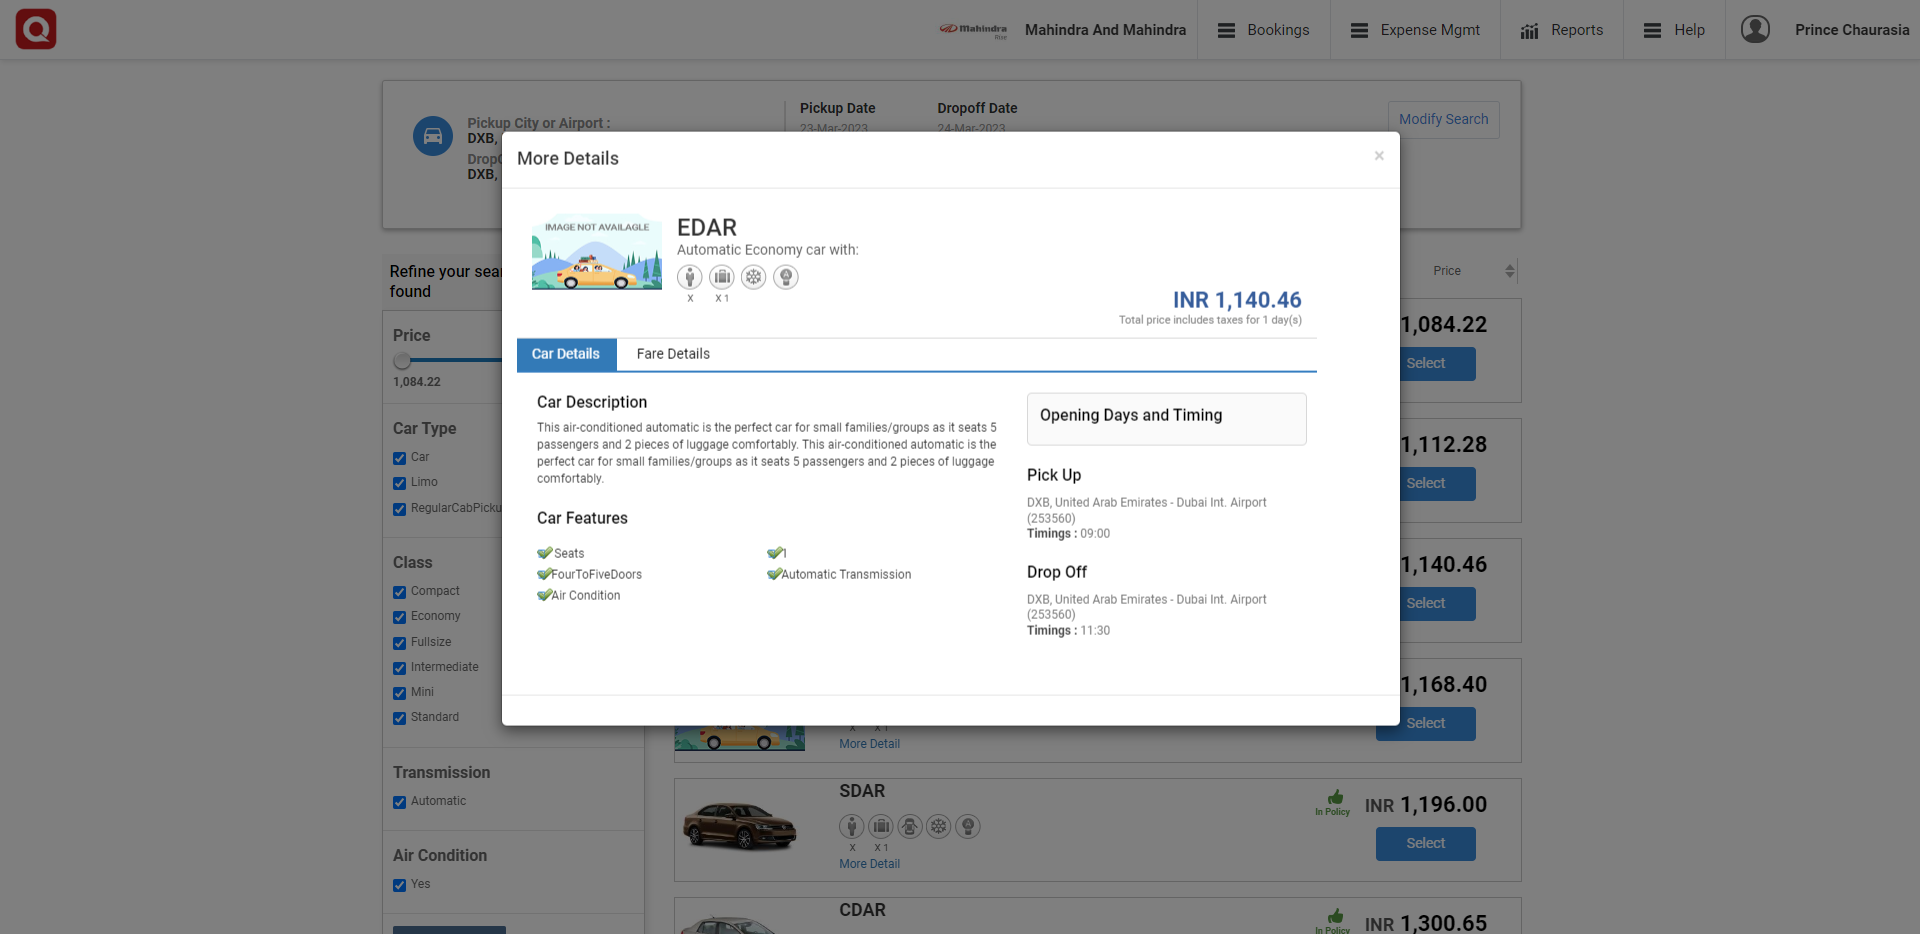 Mahindra
Rise
Mahindra And Mahindra
Bookings
Expense Mgmt
Reports
Help
Prince Chaurasia
Pickup City or Airport :
DXB,
DXB,
Pickup Date
23-Mar-2023
Dropoff Date
24-Mar-2023
Modify Search
Refine your sea
found
Price
1,084.22
Car Type
Car
Limo
RegularCabPicku
Class
Compact
Economy
Fullsize
Intermediate
Mini
Standard
Transmission
Automatic
Air Condition
Yes
More Details
×
IMAGE NOT AVAILAGLE
EDAR
Automatic Economy car with:
X
X 1
INR 1,140.46
Total price includes taxes for 1 day(s)
Car Details
Fare Details
Car Description
This air-conditioned automatic is the perfect car for small families/groups as it seats 5
passengers and 2 pieces of luggage comfortably. This air-conditioned automatic is the
perfect car for small families/groups as it seats 5 passengers and 2 pieces of luggage
comfortably.
Car Features
Seats
1
FourToFiveDoors
Automatic Transmission
Air Condition
Opening Days and Timing
Pick Up
DXB, United Arab Emirates - Dubai Int. Airport
(253560)
Timings : 09:00
Drop Off
DXB, United Arab Emirates - Dubai Int. Airport
(253560)
Timings : 11:30
Price
1,084.22
Select
1,112.28
Select
1,140.46
Select
1,168.40
Select
X
X 1
More Detail
SDAR
X
X 1
More Detail
In Policy
INR 1,196.00
Select
CDAR
In Policy
INR 1,300.65